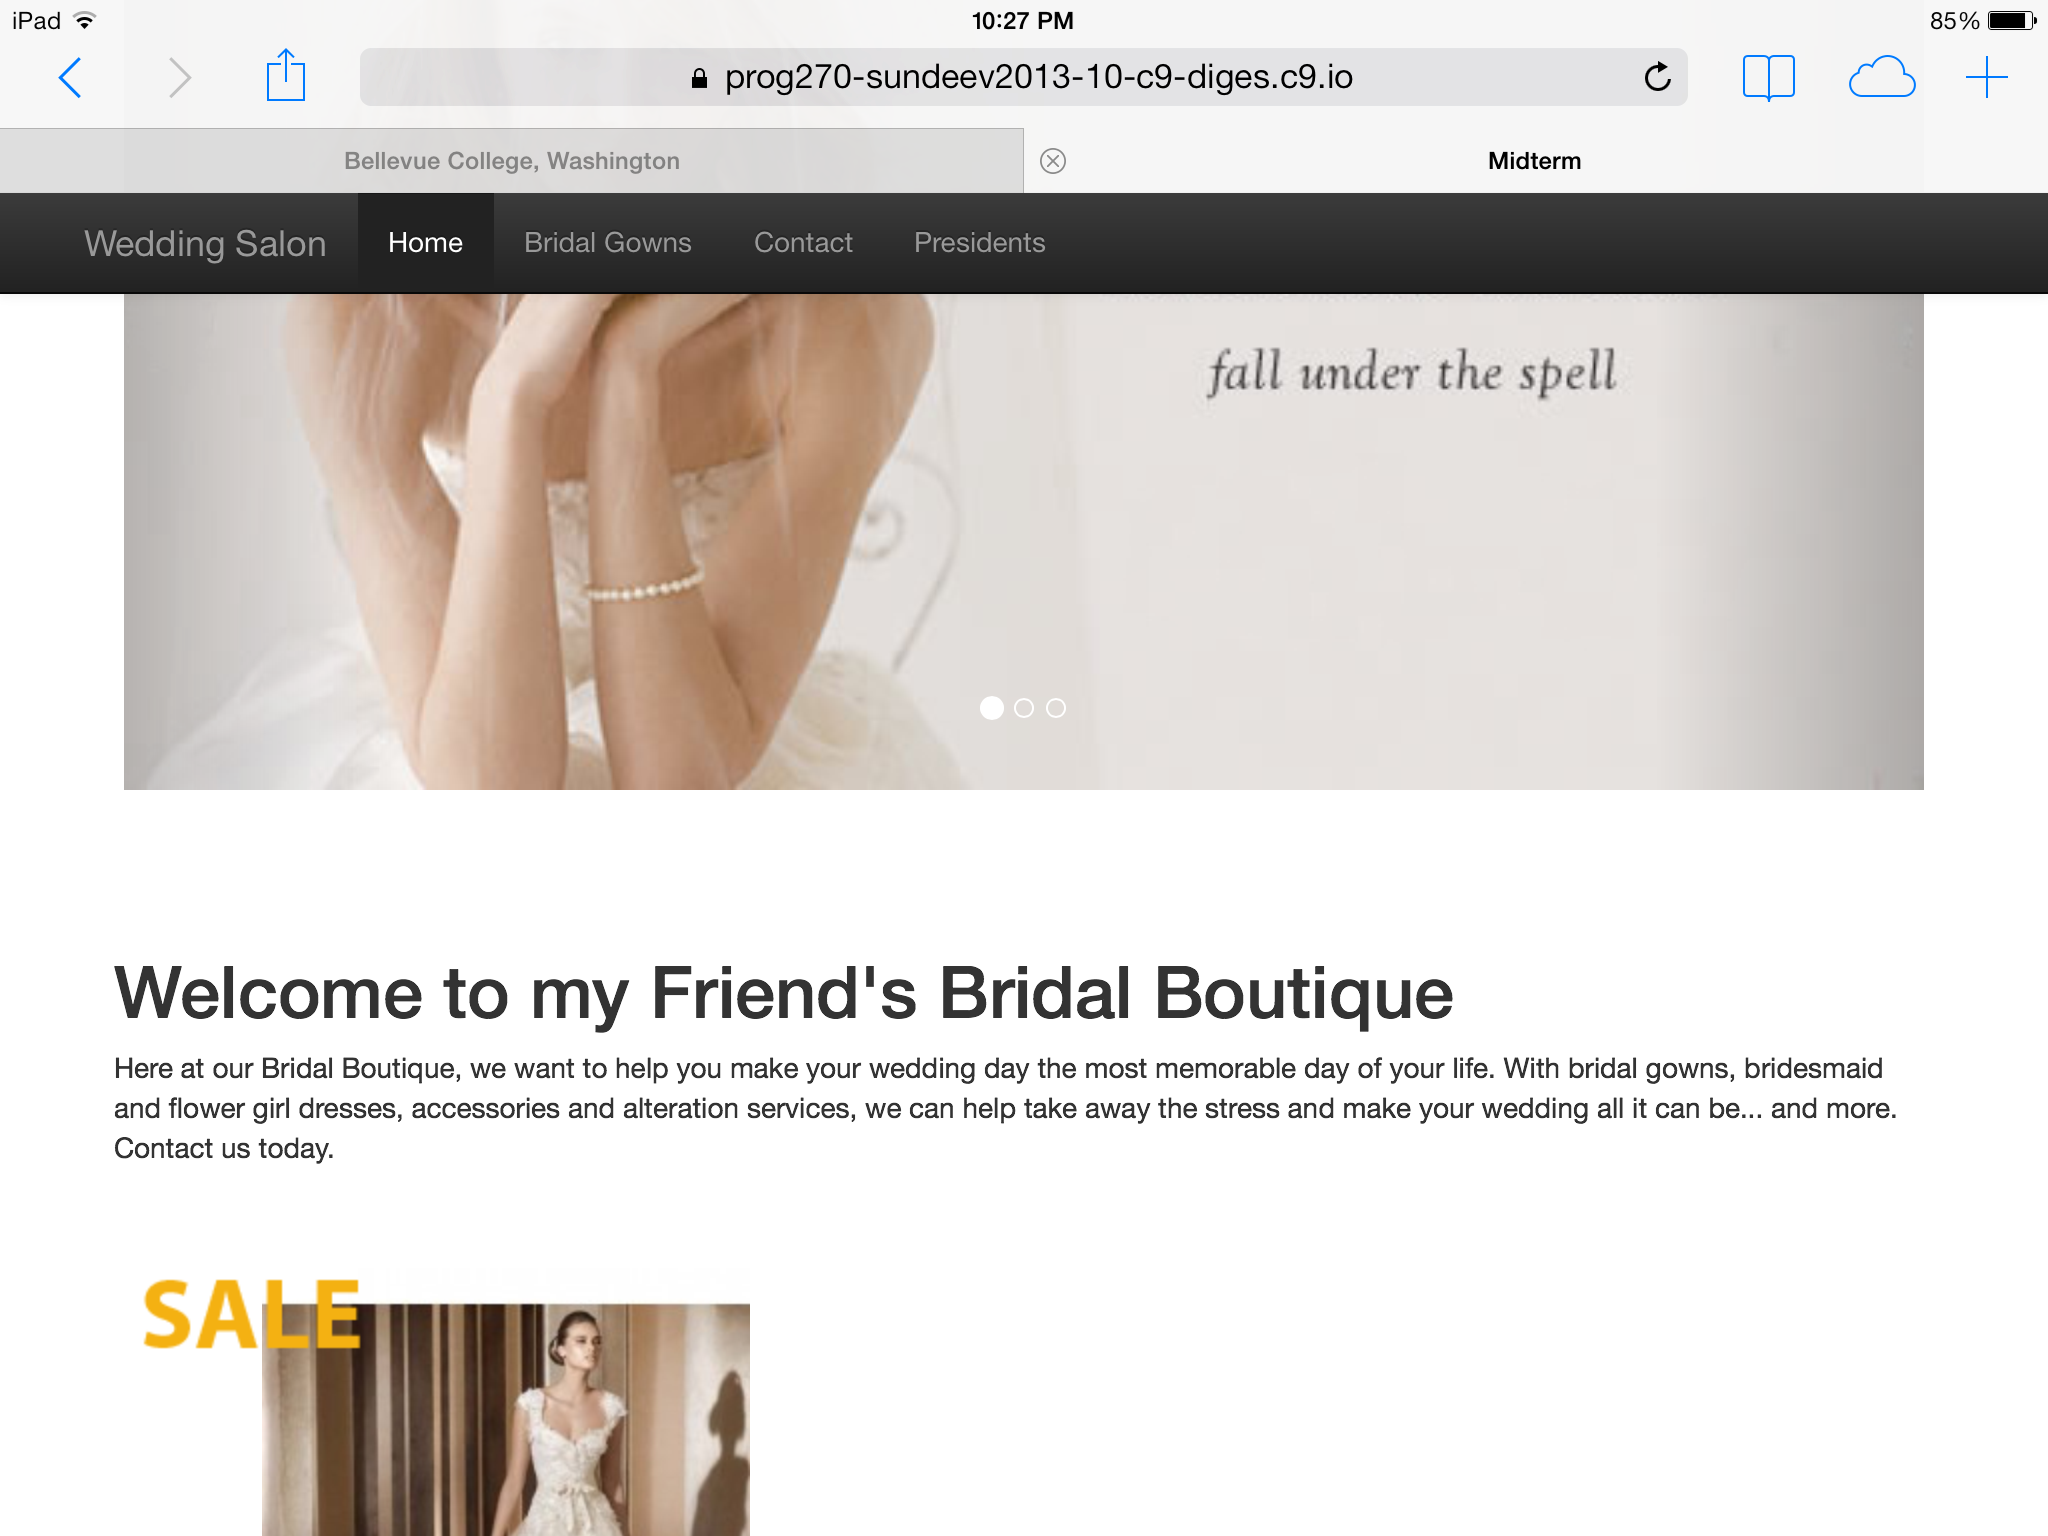 iPad 10:27 PM 85%
prog270-sundeev2013-10-c9-diges.c9.io
Bellevue College, Washington Midterm
Wedding Salon Home Bridal Gowns Contact Presidents
fall under the spell
Welcome to my Friend's Bridal Boutique
Here at our Bridal Boutique, we want to help you make your wedding day the most memorable day of your life. With bridal gowns, bridesmaid
and flower girl dresses, accessories and alteration services, we can help take away the stress and make your wedding all it can be... and more.
Contact us today.
SALE